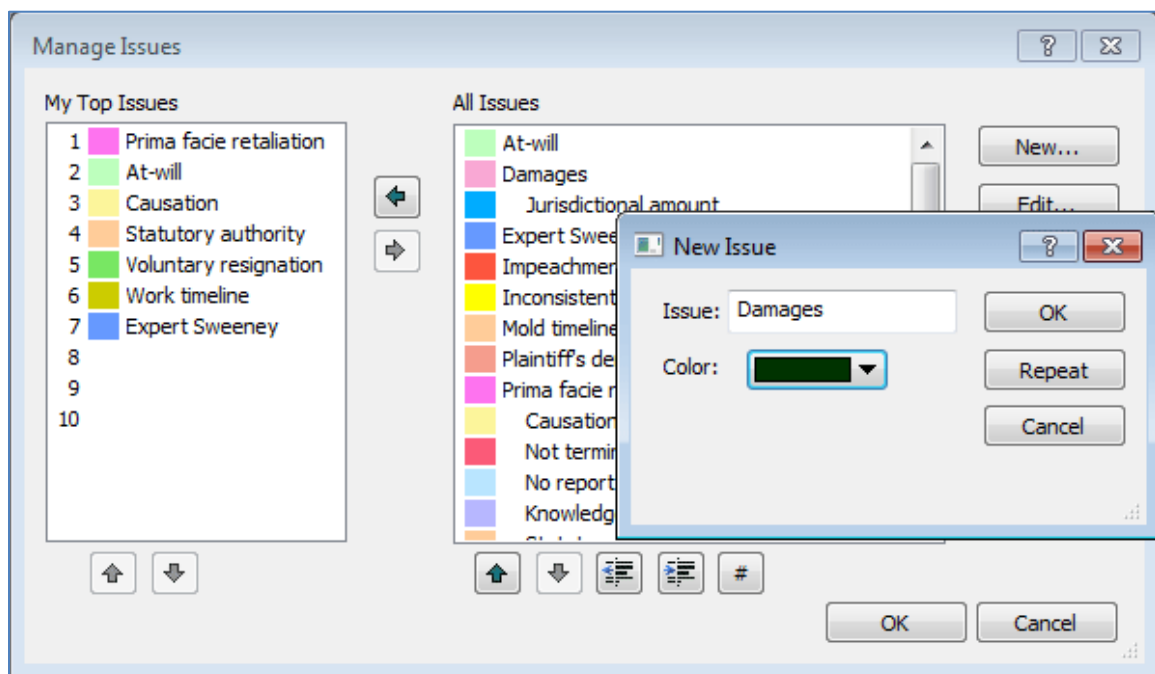 Manage Issues
My Top Issues
1 Prima facie retaliation
2 At-will
3 Causation
4 Statutory authority
5 Voluntary resignation
6 Work timeline
7 Expert Sweeney
8
9
10
All Issues
At-will
Damages
Jurisdictional amount
Expert Swee
Impeachmen
Inconsistent
Mold timeline
Plaintiff's de
Prima facie r
Causation
Not termin
No report
Knowledg
New...
Edit...
New Issue
Issue: Damages
Color:
OK
Repeat
Cancel
#
OK
Cancel